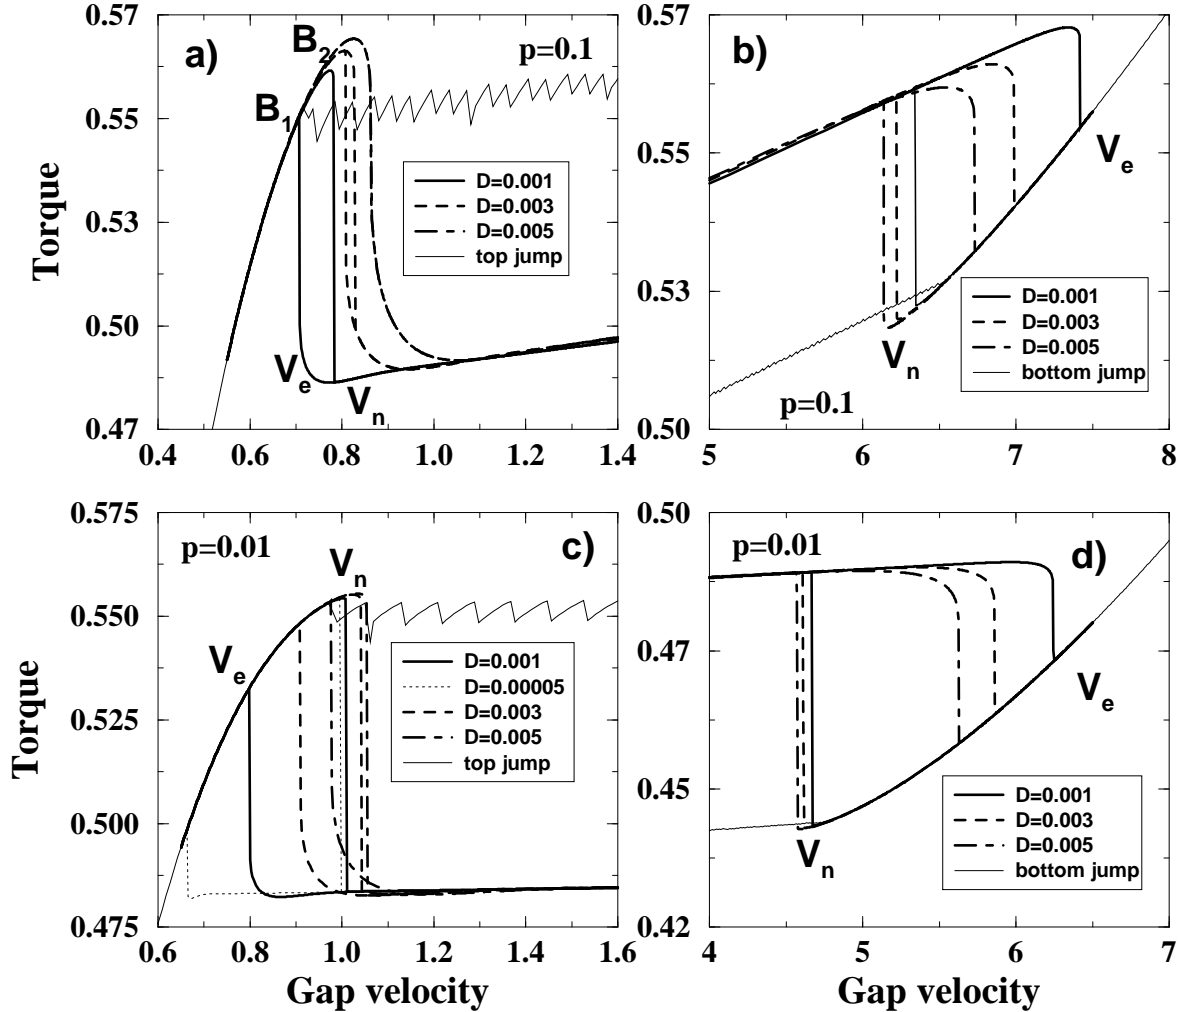 0.57
0.55
0.53
0.50
0.47
0.4 0.6 0.8 1.0 1.2 1.4
Torque
a)
B2
B1
p=0.1
D=0.001
D=0.003
D=0.005
top jump
Ve
Vn
0.57
0.55
0.53
0.50
5 6 7 8
b)
Ve
Vn
p=0.1
D=0.001
D=0.003
D=0.005
bottom jump
0.575
0.550
0.525
0.500
0.475
0.6 0.8 1.0 1.2 1.4 1.6
Torque
Gap velocity
p=0.01
c)
Vn
Ve
D=0.001
D=0.00005
D=0.003
D=0.005
top jump
0.50
0.47
0.45
0.42
4 5 6 7
Gap velocity
p=0.01
d)
Ve
Vn
D=0.001
D=0.003
D=0.005
bottom jump